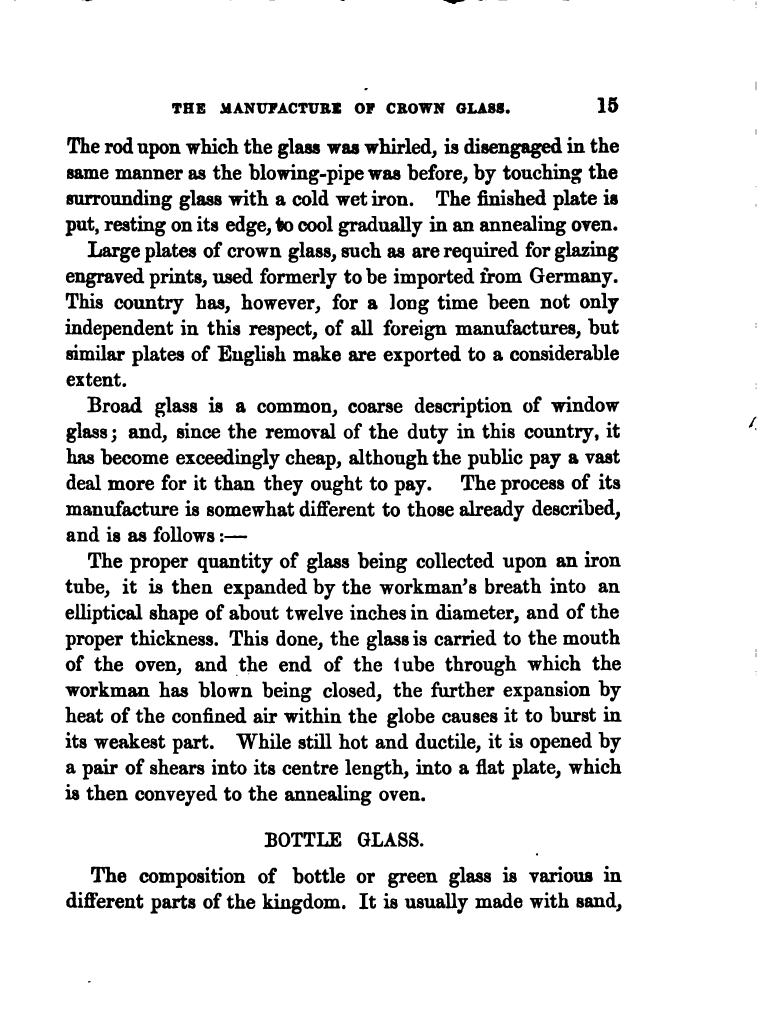 THE MANUFACTURE OF CROWN GLASS. 15
The rod upon which the glass was whirled, is disengaged in the
same manner as the blowing-pipe was before, by touching the
surrounding glass with a cold wet iron. The finished plate is
put, resting on its edge, to cool gradually in an annealing oven.
Large plates of crown glass, such as are required for glazing
engraved prints, used formerly to be imported from Germany.
This country has, however, for a long time been not only
independent in this respect, of all foreign manufactures, but
similar plates of English make are exported to a considerable
extent.
Broad glass is a common, coarse description of window
glass; and, since the removal of the duty in this country, it
has become exceedingly cheap, although the public pay a vast
deal more for it than they ought to pay. The process of its
manufacture is somewhat different to those already described,
and is as follows :—
The proper quantity of glass being collected upon an iron
tube, it is then expanded by the workman's breath into an
elliptical shape of about twelve inches in diameter, and of the
proper thickness. This done, the glass is carried to the mouth
of the oven, and the end of the tube through which the
workman has blown being closed, the further expansion by
heat of the confined air within the globe causes it to burst in
its weakest part. While still hot and ductile, it is opened by
a pair of shears into its centre length, into a flat plate, which
is then conveyed to the annealing oven.
BOTTLE GLASS.
The composition of bottle or green glass is various in
different parts of the kingdom. It is usually made with sand,